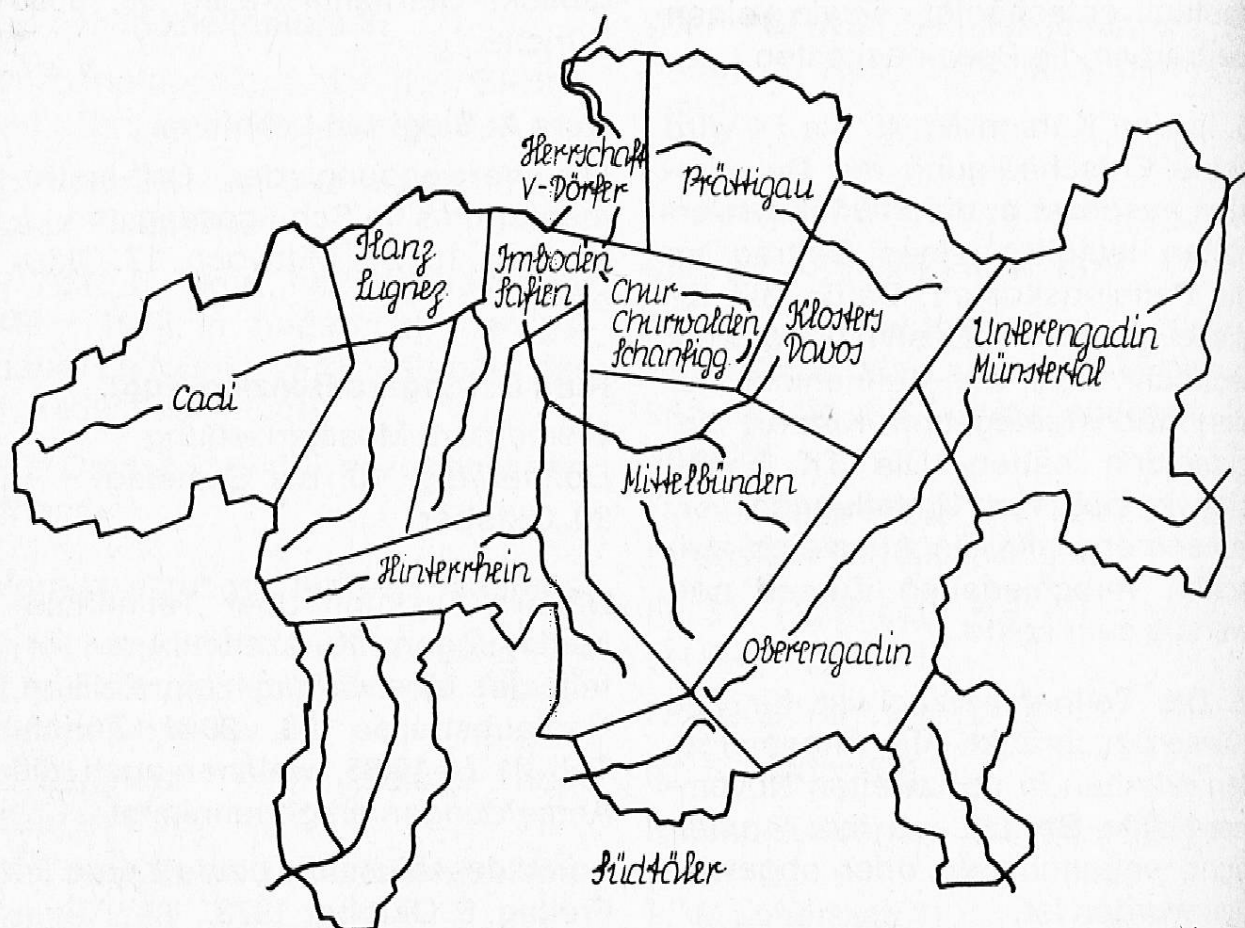 Herrschaft
V-Dörfer
Prättigau
Ilanz
Lugnez
Imboden
Safien
Chur
Churwalden
Schanfigg
Klosters
Davos
Unterengadin
Münstertal
Cadi
Mittelbünden
Hinterrhein
Oberengadin
Südtäler